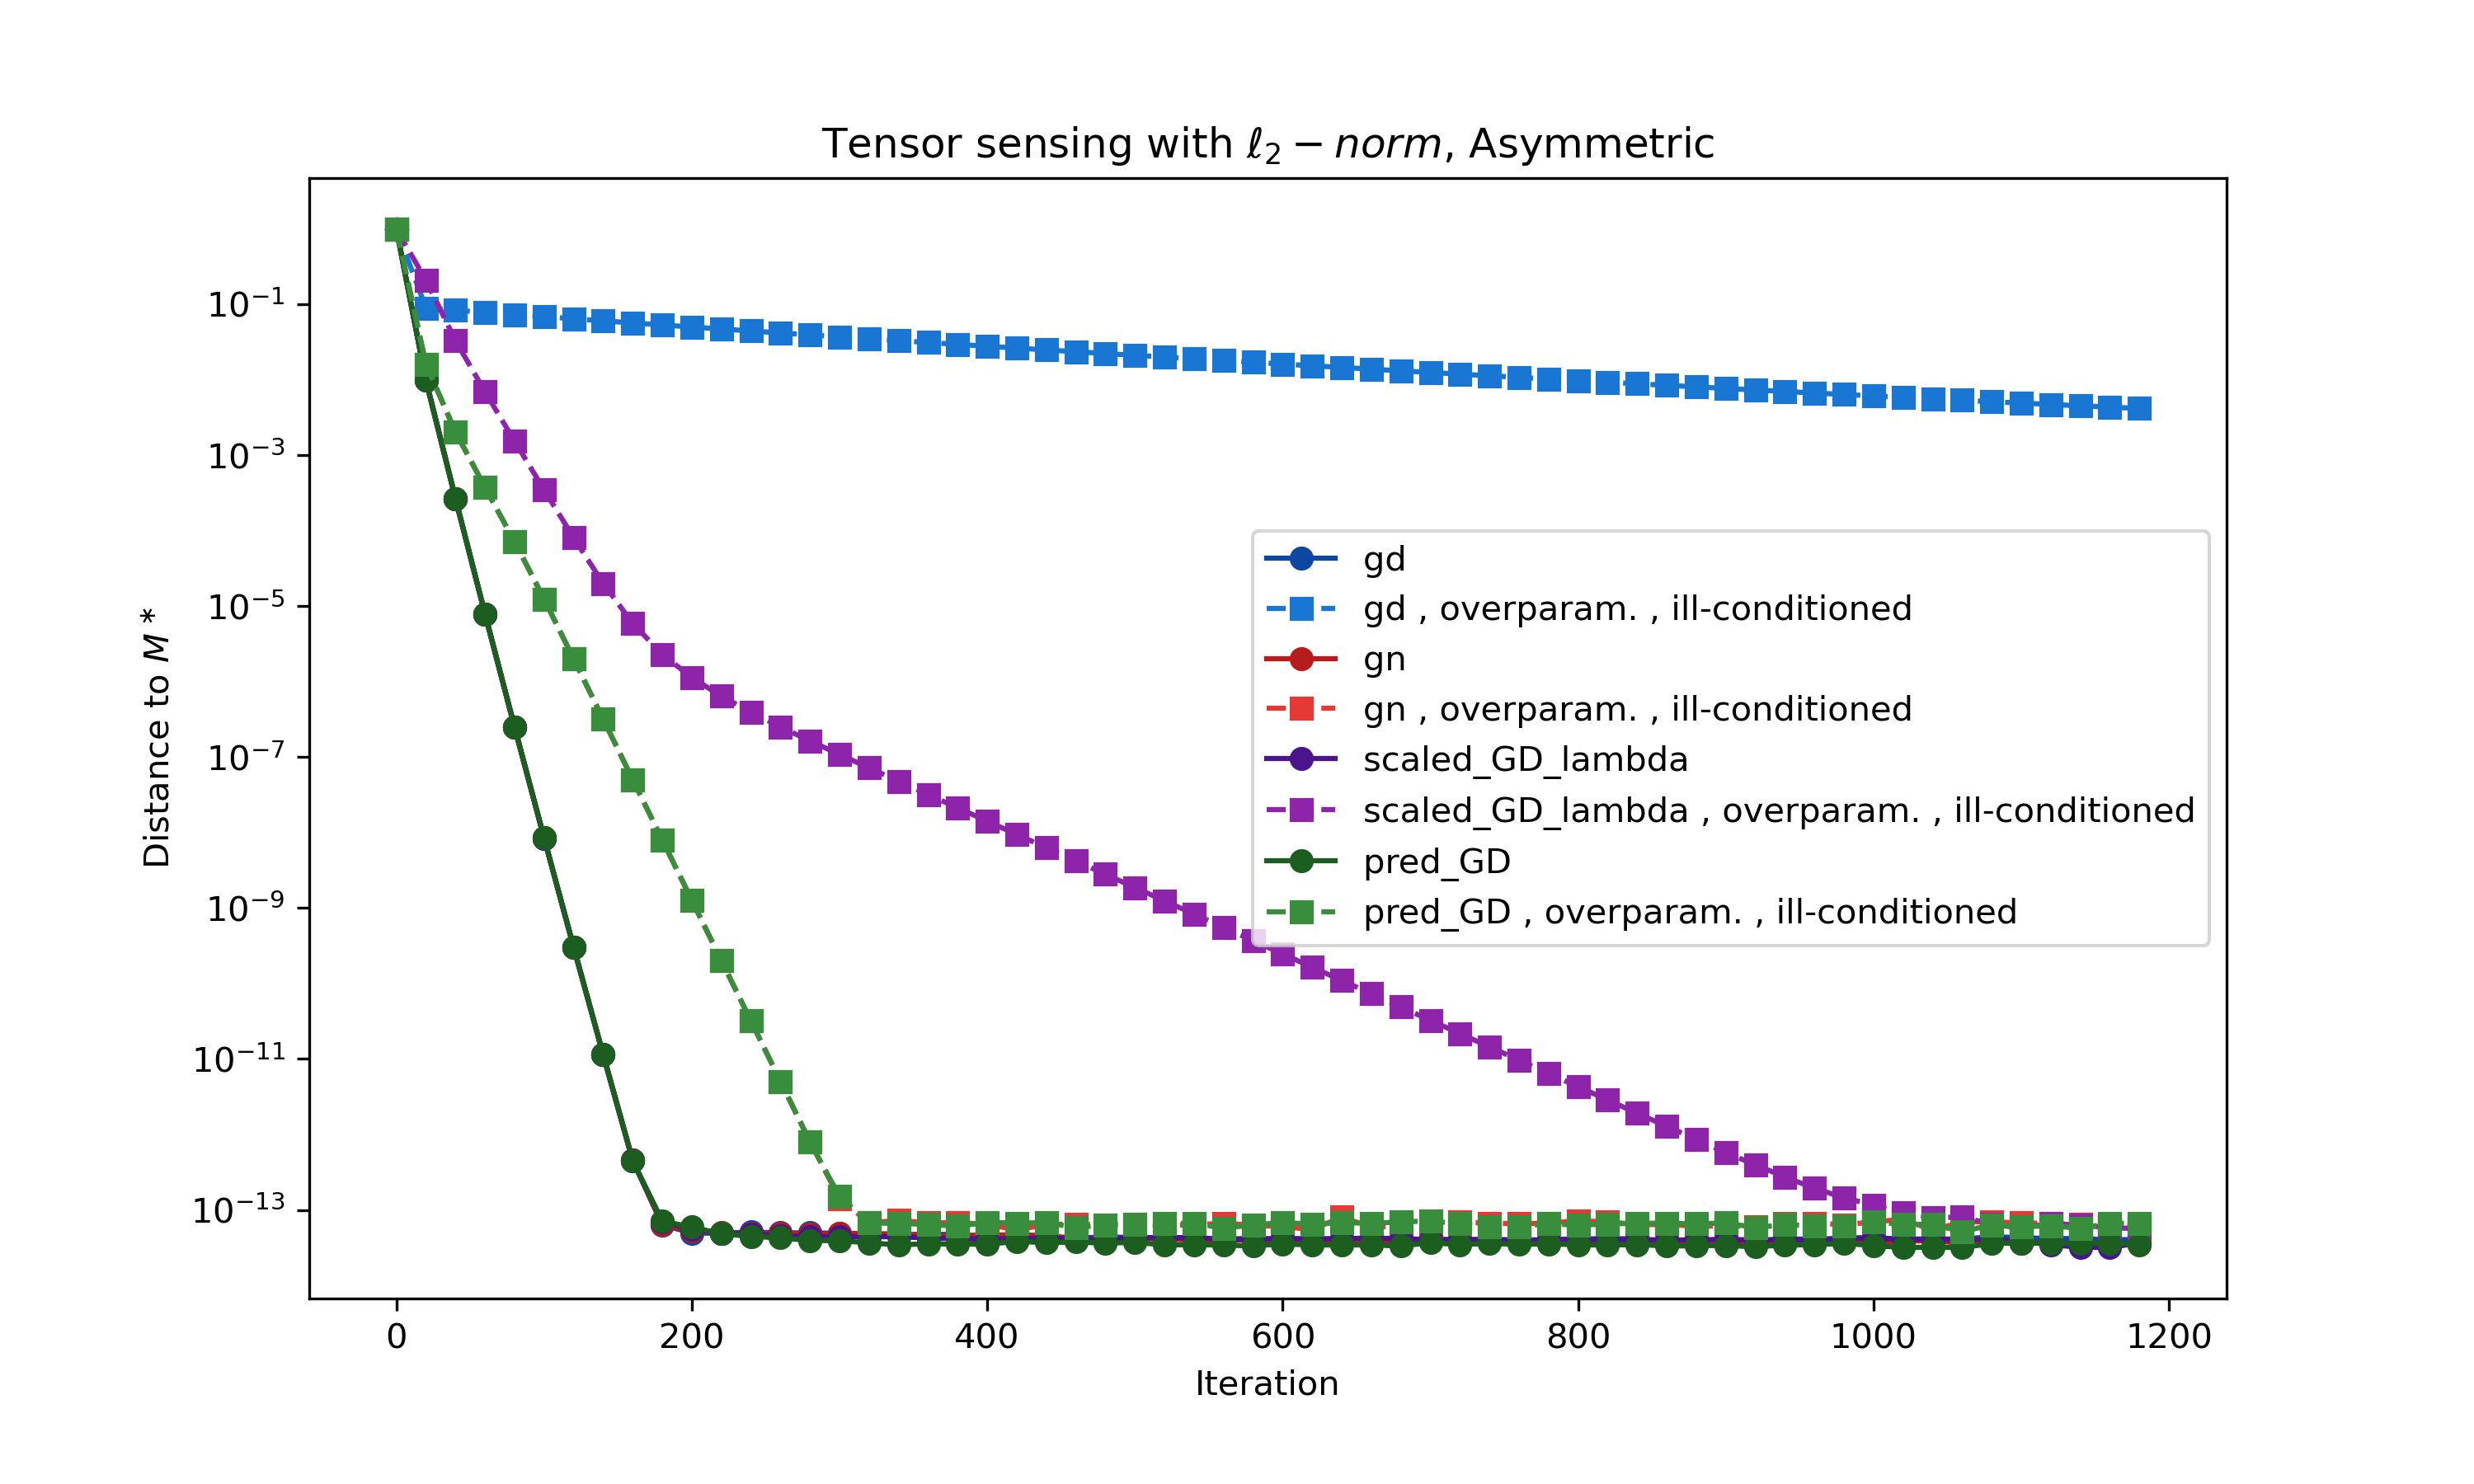 Tensor sensing with ℓ₂ − norm, Asymmetric
10⁻¹
10⁻³
10⁻⁵
10⁻⁷
10⁻⁹
10⁻¹¹
10⁻¹³
Distance to M *
gd
gd , overparam. , ill-conditioned
gn
gn , overparam. , ill-conditioned
scaled_GD_lambda
scaled_GD_lambda , overparam. , ill-conditioned
pred_GD
pred_GD , overparam. , ill-conditioned
0 200 400 600 800 1000 1200
Iteration